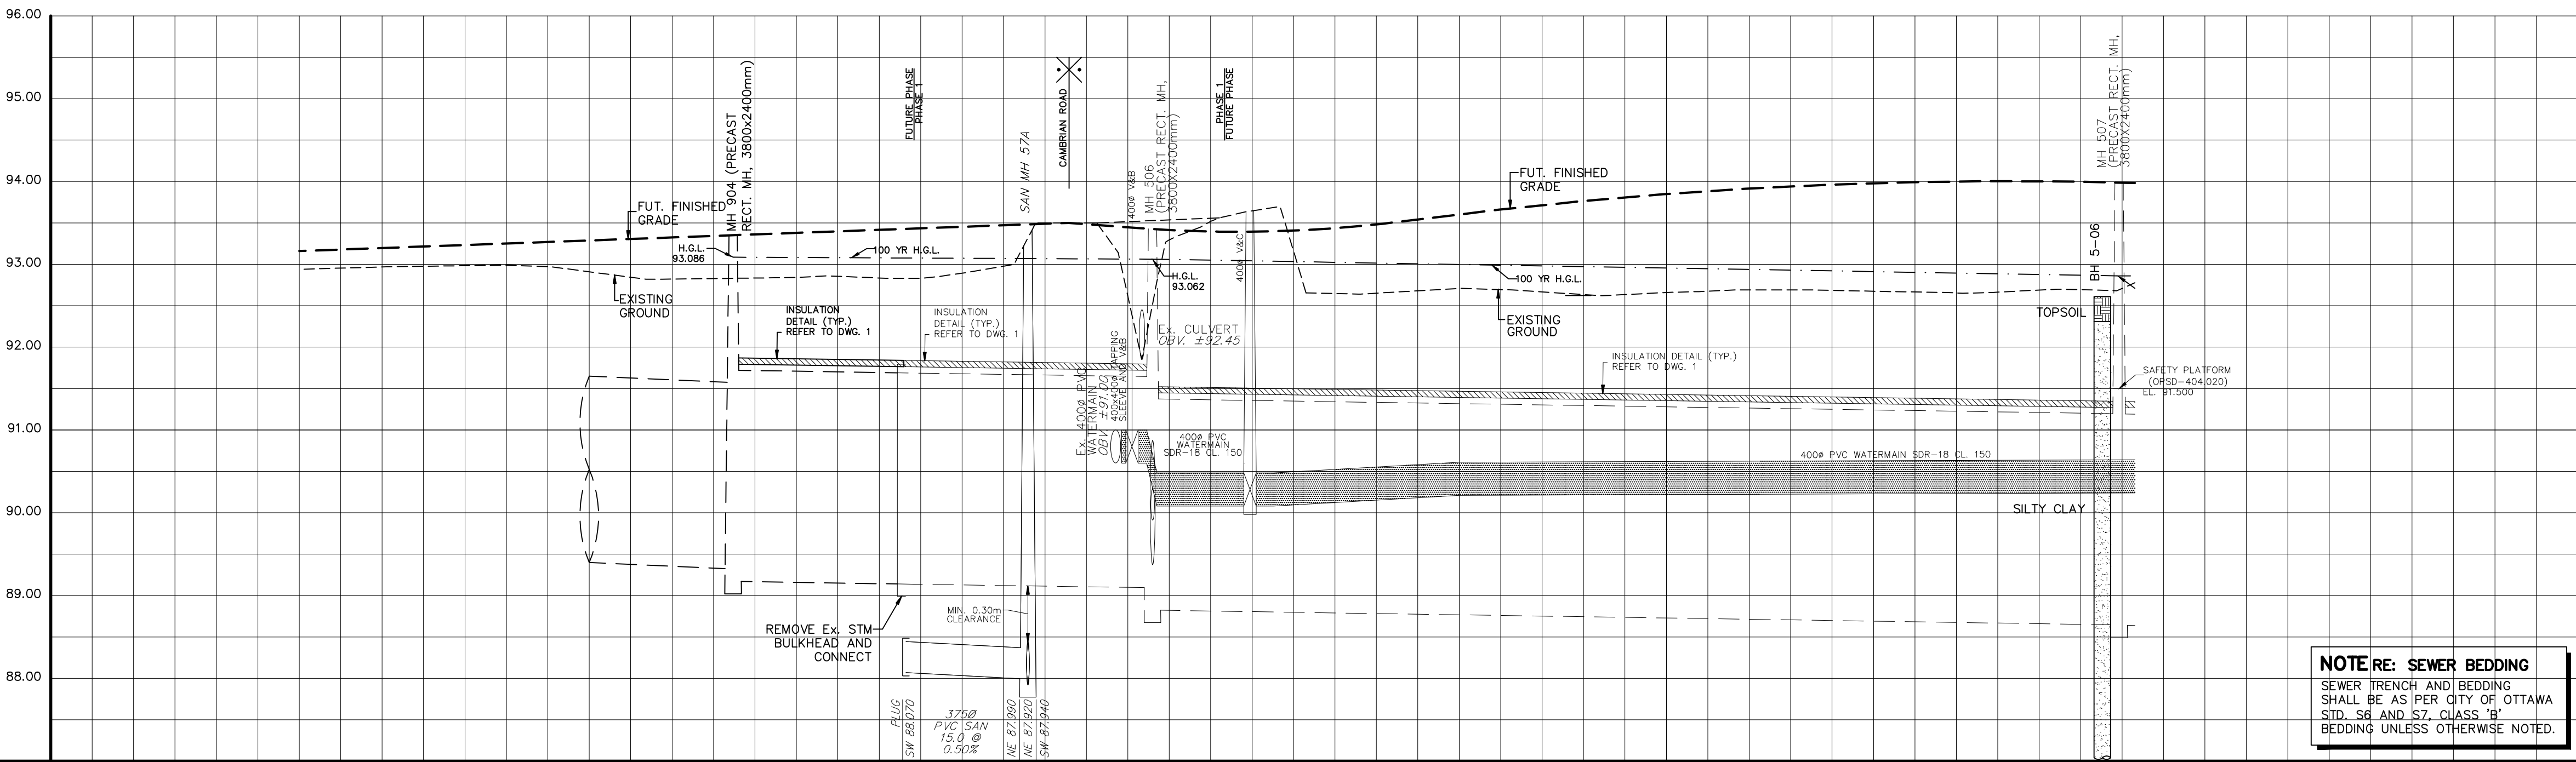 96.00
95.00
94.00
93.00
92.00
91.00
90.00
89.00
88.00
FUT. FINISHED
GRADE
EXISTING
GROUND
MH 904 (PRECAST
RECT. MH, 3800x2400mm)
H.G.L.
93.086
100 YR H.G.L.
INSULATION
DETAIL (TYP.)
REFER TO DWG. 1
INSULATION
DETAIL (TYP.)
REFER TO DWG. 1
FUTURE PHASE
PHASE 1
SAN MH 57A
CAMBRIAN ROAD
400ø V&B
MH 506
(PRECAST RECT. MH,
3800X2400mm)
PHASE 1
FUTURE PHASE
400ø V&C
H.G.L.
93.062
Ex. CULVERT
OBV. ±92.45
Ex. 400ø PVC
WATERMAIN
OBV. ±91.00
400x400ø TAPPING
SLEEVE AND V&B
400ø PVC
WATERMAIN
SDR-18 CL. 150
REMOVE Ex. STM
BULKHEAD AND
CONNECT
MIN. 0.30m
CLEARANCE
PLUG
SW 88.070
375Ø
PVC SAN
15.0 @
0.50%
NE 87.990
NE 87.920
SW 87.940
FUT. FINISHED
GRADE
100 YR H.G.L.
EXISTING
GROUND
INSULATION DETAIL (TYP.)
REFER TO DWG. 1
400ø PVC WATERMAIN SDR-18 CL. 150
MH 507
(PRECAST RECT. MH,
3800X2400mm)
BH 5-06
TOPSOIL
SILTY CLAY
SAFETY PLATFORM
(OPSD-404.020)
EL. 91.500
NOTE RE: SEWER BEDDING
SEWER TRENCH AND BEDDING
SHALL BE AS PER CITY OF OTTAWA
STD. S6 AND S7, CLASS 'B'
BEDDING UNLESS OTHERWISE NOTED.